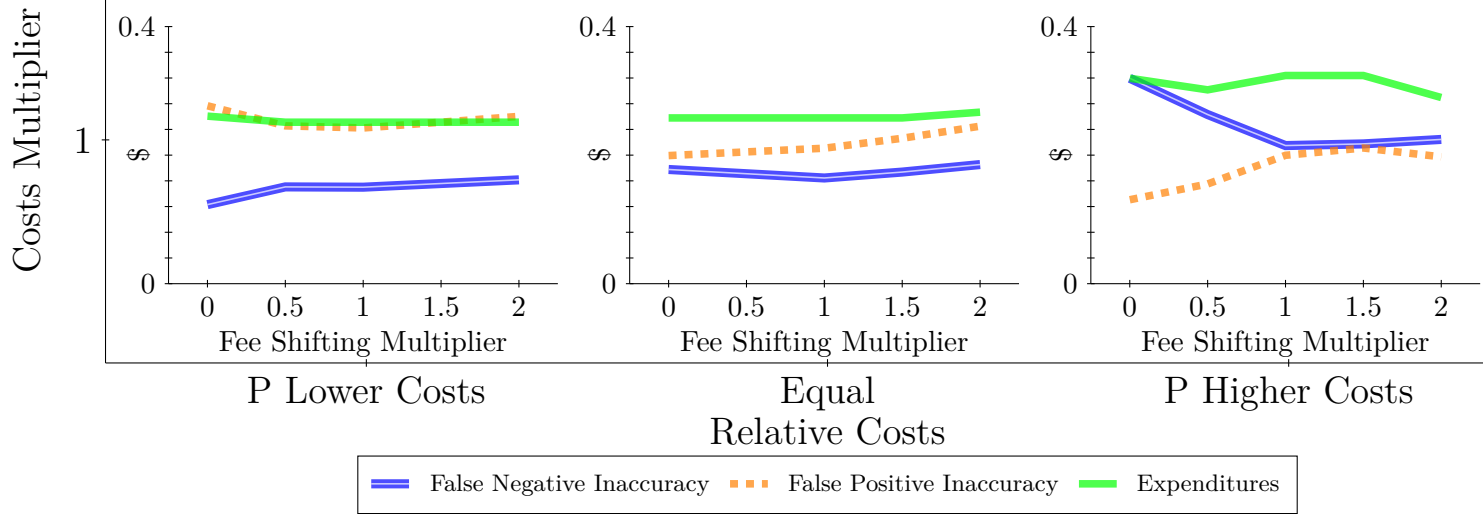 Costs Multiplier
1
0.4
$
0
0 0.5 1 1.5 2
Fee Shifting Multiplier
0.4
$
0
0 0.5 1 1.5 2
Fee Shifting Multiplier
0.4
$
0
0 0.5 1 1.5 2
Fee Shifting Multiplier
P Lower Costs
Equal
P Higher Costs
Relative Costs
False Negative Inaccuracy False Positive Inaccuracy Expenditures